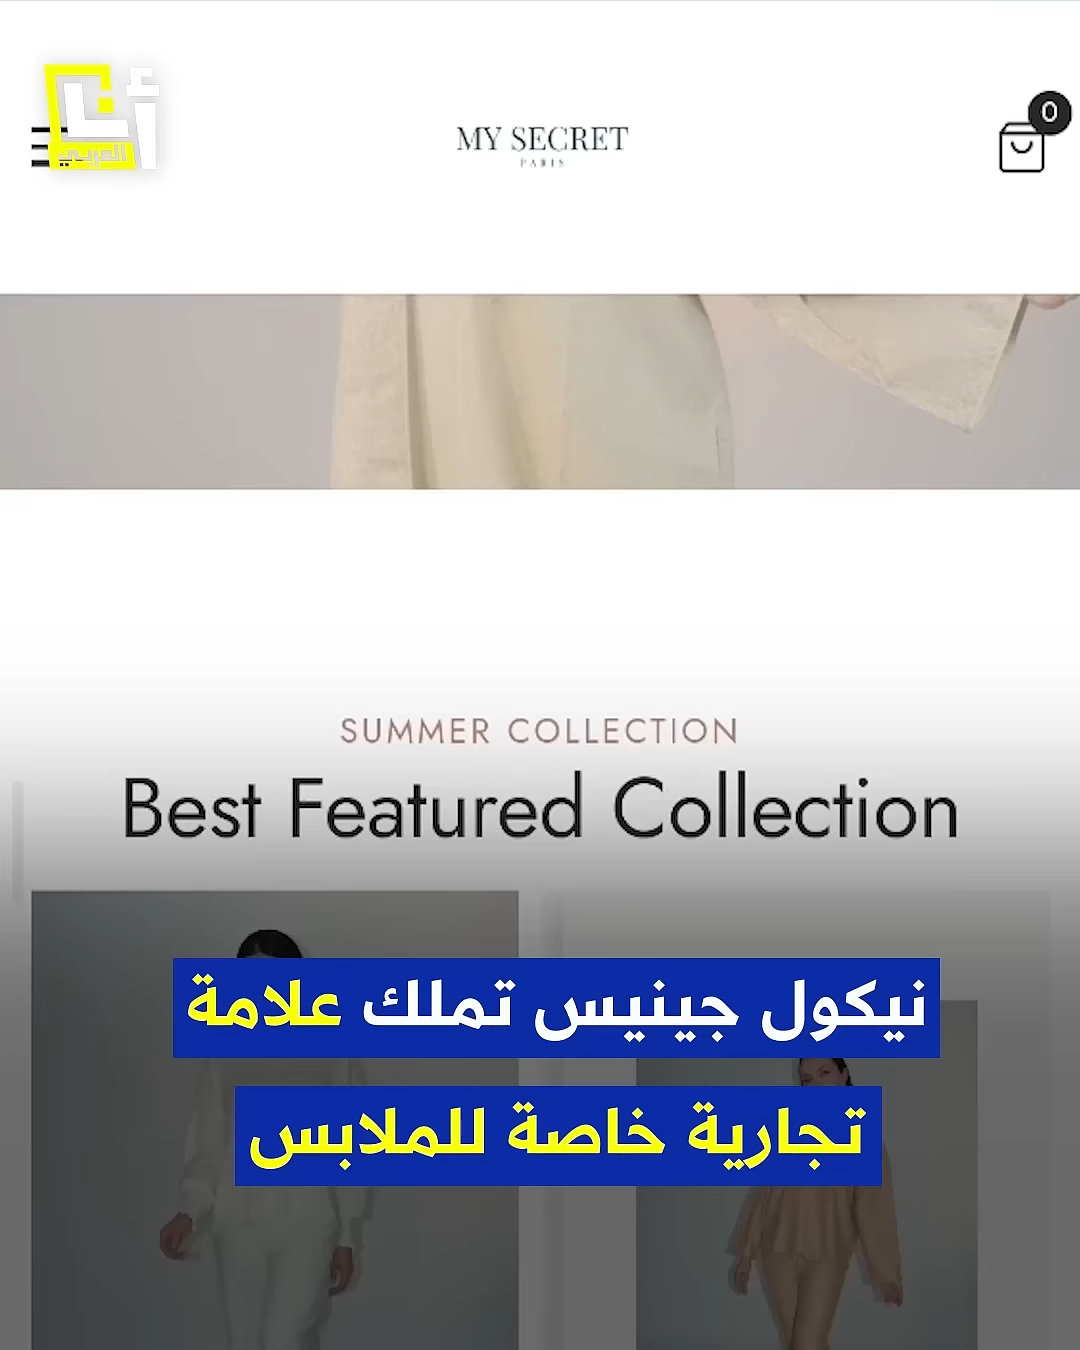 أنا
العربي
MY SECRET
PARIS
0
SUMMER COLLECTION
Best Featured Collection
نيكول جينيس تملك علامة
تجارية خاصة للملابس